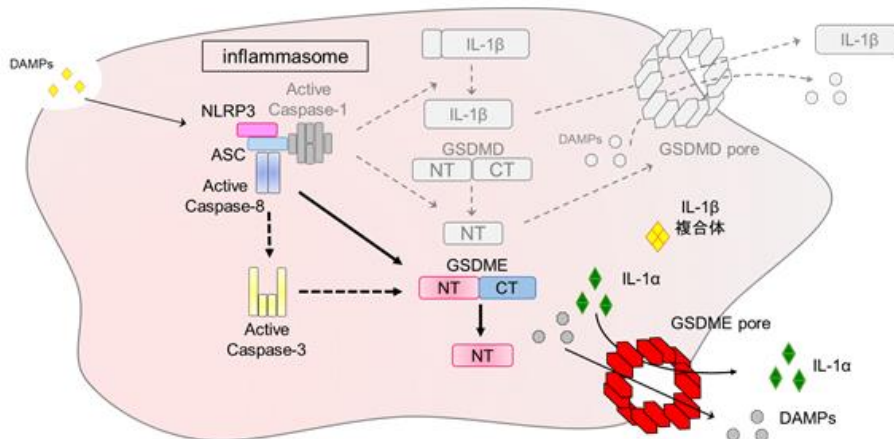 DAMPs
inflammasome
NLRP3
Active
Caspase-1
ASC
Active
Caspase-8
Active
Caspase-3
IL-1β
IL-1β
GSDMD
NT CT
NT
GSDME
NT CT
NT
DAMPs
GSDMD pore
IL-1β
IL-1β
複合体
IL-1α
GSDME pore
IL-1α
DAMPs